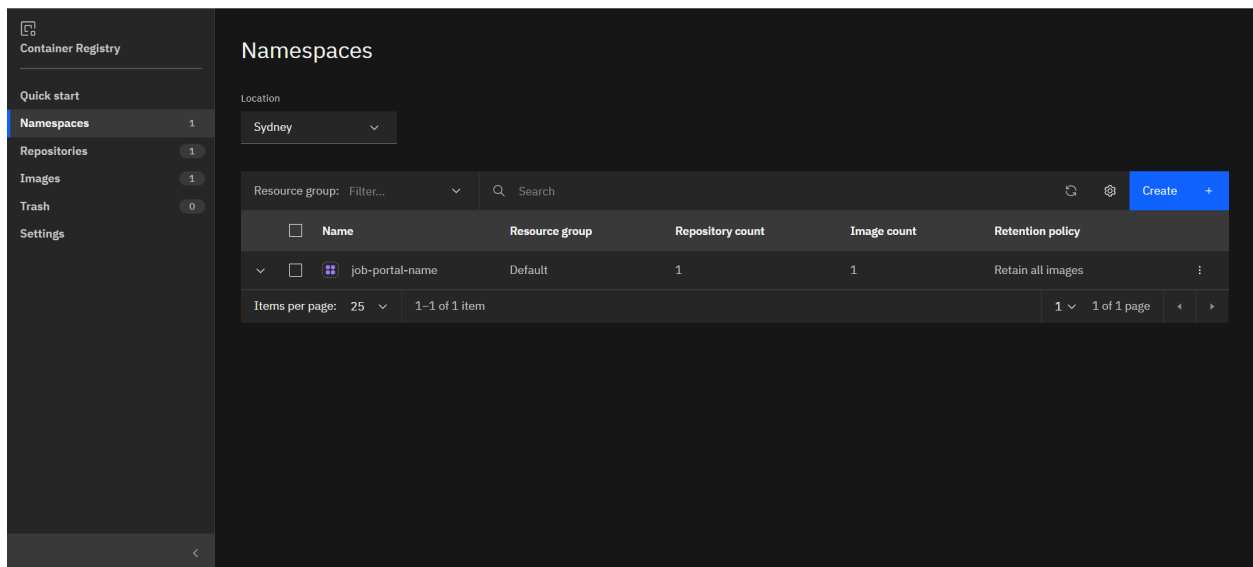 Container Registry
Quick start
Namespaces 1
Repositories 1
Images 1
Trash 0
Settings
Namespaces
Location
Sydney
Resource group: Filter... Search Create +
Name Resource group Repository count Image count Retention policy
job-portal-name Default 1 1 Retain all images
Items per page: 25 1–1 of 1 item 1 1 of 1 page